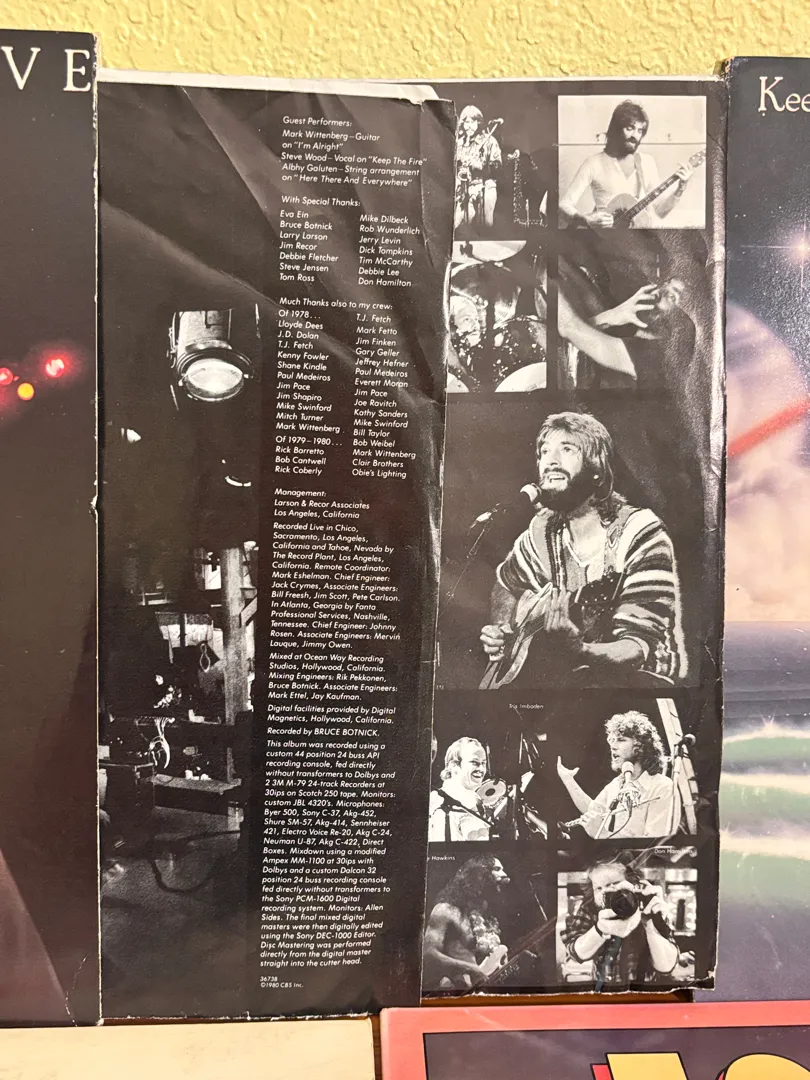 VE
Kee
Guest Performers:
Mark Wittenberg—Guitar
on "I'm Alright"
Steve Wood—Vocal on "Keep The Fire"
Albhy Galuten—String arrangement
on "Here There And Everywhere"
With Special Thanks:
Eva Ein
Bruce Botnick
Larry Larson
Jim Recor
Debbie Fletcher
Steve Jensen
Tom Ross
Mike Dilbeck
Rob Wunderlich
Jerry Levin
Dick Tompkins
Tim McCarthy
Debbie Lee
Don Hamilton
Much Thanks also to my crew:
Of 1978...
Lloyde Dees
J.D. Dolan
T.J. Fetch
Kenny Fowler
Shane Kindle
Paul Medeiros
Jim Pace
Jim Shapiro
Mike Swinford
Mitch Turner
Mark Wittenberg
Of 1979–1980...
Rick Barretto
Bob Cantwell
Rick Coberly
T.J. Fetch
Mark Fetto
Jim Finken
Gary Geller
Jeffrey Hefner
Paul Medeiros
Everett Moran
Jim Pace
Joe Ravitch
Kathy Sanders
Mike Swinford
Bill Taylor
Bob Weibel
Mark Wittenberg
Clair Brothers
Obie's Lighting
Management:
Larson & Recor Associates
Los Angeles, California
Recorded Live in Chico,
Sacramento, Los Angeles,
California and Tahoe, Nevada by
The Record Plant, Los Angeles,
California. Remote Coordinator:
Mark Eshelman. Chief Engineer:
Jack Crymes, Associate Engineers:
Bill Freesh, Jim Scott, Pete Carlson.
In Atlanta, Georgia by Fanta
Professional Services, Nashville,
Tennessee. Chief Engineer: Johnny
Rosen. Associate Engineers: Mervin
Lauque, Jimmy Owen.
Mixed at Ocean Way Recording
Studios, Hollywood, California.
Mixing Engineers: Rik Pekkonen,
Bruce Botnick. Associate Engineers:
Mark Ettel, Jay Kaufman.
Digital facilities provided by Digital
Magnetics, Hollywood, California.
Recorded by BRUCE BOTNICK.
This album was recorded using a
custom 44 position 24 buss API
recording console, fed directly
without transformers to Dolbys and
2 3M M-79 24-track Recorders at
30ips on Scotch 250 tape. Monitors:
custom JBL 4320's. Microphones:
Byer 500, Sony C-37, Akg-452,
Shure SM-57, Akg-414, Sennheiser
421, Electro Voice Re-20, Akg C-24,
Neuman U-87, Akg C-422, Direct
Boxes. Mixdown using a modified
Ampex MM-1100 at 30ips with
Dolbys and a custom Dalcon 32
position 24 buss recording console
fed directly without transformers to
the Sony PCM-1600 Digital
recording system. Monitors: Allen
Sides. The final mixed digital
masters were then digitally edited
using the Sony DEC-1000 Editor.
Disc Mastering was performed
directly from the digital master
straight into the cutter head.
36738
©1980 CBS Inc.
Trig Imboden
Hawkins
Don Hamilton